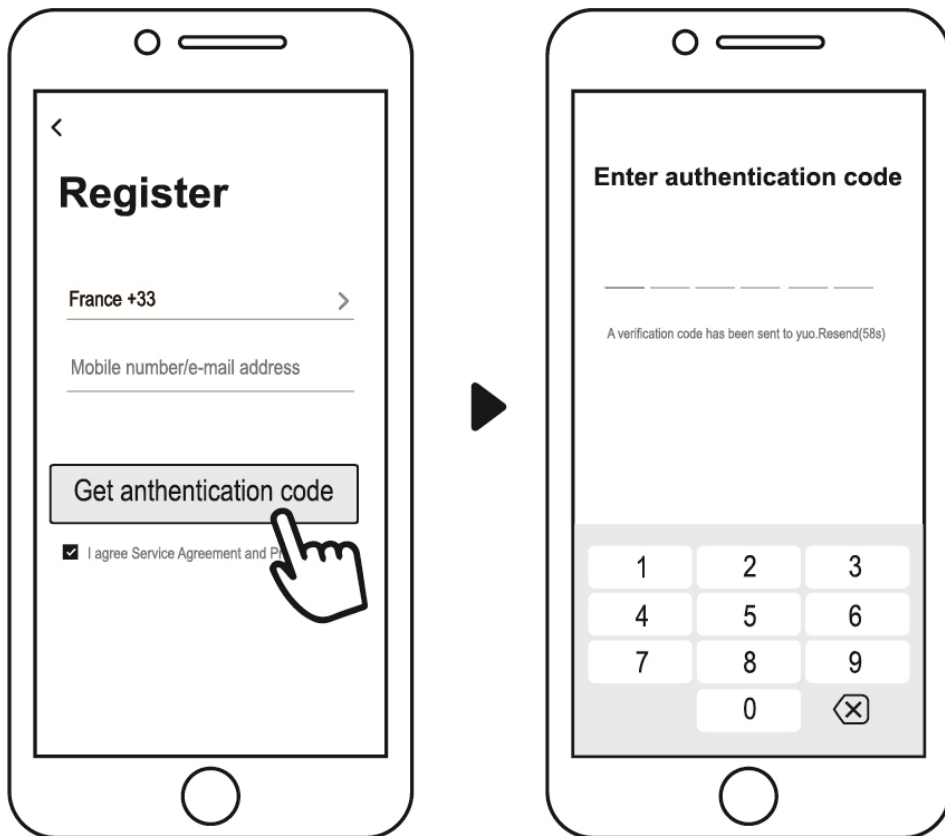 Register
France +33
Mobile number/e-mail address
Get anthentication code
I agree Service Agreement and
Enter authentication code
A verification code has been sent to yuo.Resend(58s)
1 2 3
4 5 6
7 8 9
0